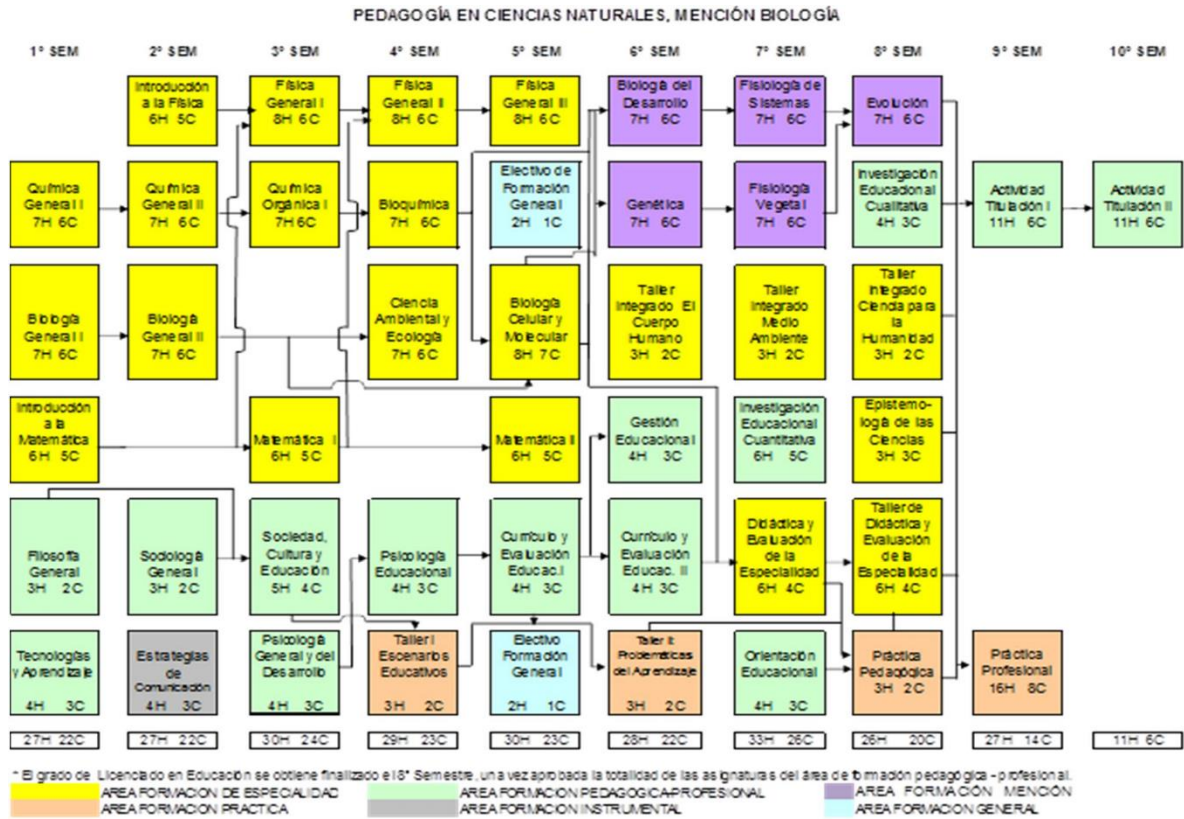 PEDAGOGÍA EN CIENCIAS NATURALES, MENCIÓN BIOLOGÍA
1° SEM 2° SEM 3° SEM 4° SEM 5° SEM 6° SEM 7° SEM 8° SEM 9° SEM 10° SEM
Introducción
a la Física
6H 5C
Física
General I
8H 6C
Física
General II
8H 6C
Física
General III
8H 6C
Biología del
Desarrollo
7H 6C
Fisiología de
Sistemas
7H 6C
Evolución
7H 6C
Química
General I
7H 6C
Química
General II
7H 6C
Química
Orgánica I
7H 6C
Bioquímica
7H 6C
Electivo de
Formación
General
2H 1C
Genética
7H 6C
Fisiología
Vegetal
7H 6C
Investigación
Educacional
Cualitativa
4H 3C
Actividad
Titulación I
11H 6C
Actividad
Titulación II
11H 6C
Biología
General I
7H 6C
Biología
General II
7H 6C
Ciencia
Ambiental y
Ecología
7H 6C
Biología
Celular y
Molecular
8H 7C
Taller
Integrado El
Cuerpo
Humano
3H 2C
Taller
Integrado
Medio
Ambiente
3H 2C
Taller
Integrado
Ciencia para
la
Humanidad
3H 2C
Introducción
a la
Matemática
6H 5C
Matemática I
6H 5C
Matemática II
6H 5C
Gestión
Educacional
4H 3C
Investigación
Educacional
Cuantitativa
6H 5C
Epistemo-
logía de las
Ciencias
3H 3C
Filosofía
General
3H 2C
Sociología
General
3H 2C
Sociedad,
Cultura y
Educación
5H 4C
Psicología
Educacional
4H 3C
Currículo y
Evaluación
Educac. I
4H 3C
Currículo y
Evaluación
Educac. II
4H 3C
Didáctica y
Evaluación
de la
Especialidad
6H 4C
Taller de
Didáctica y
Evaluación
de la
Especialidad
6H 4C
Tecnologías
y Aprendizaje
4H 3C
Estrategias
de
Comunicación
4H 3C
Psicología
General y del
Desarrollo
4H 3C
Taller I
Escenarios
Educativos
3H 2C
Electivo
Formación
General
2H 1C
Taller II:
Problemáticas
del Aprendizaje
3H 2C
Orientación
Educacional
4H 3C
Práctica
Pedagógica
3H 2C
Práctica
Profesional
16H 8C
27H 22C 27H 22C 30H 24C 29H 23C 30H 23C 28H 22C 33H 26C 26H 20C 27H 14C 11H 6C
* El grado de Licenciado en Educación se obtiene finalizado el 8° Semestre, una vez aprobada la totalidad de las asignaturas del área de formación pedagógica - profesional.
AREA FORMACION DE ESPECIALIDAD AREA FORMACION PEDAGOGICA-PROFESIONAL AREA FORMACIÓN MENCIÓN
AREA FORMACION PRACTICA AREA FORMACION INSTRUMENTAL AREA FORMACION GENERAL